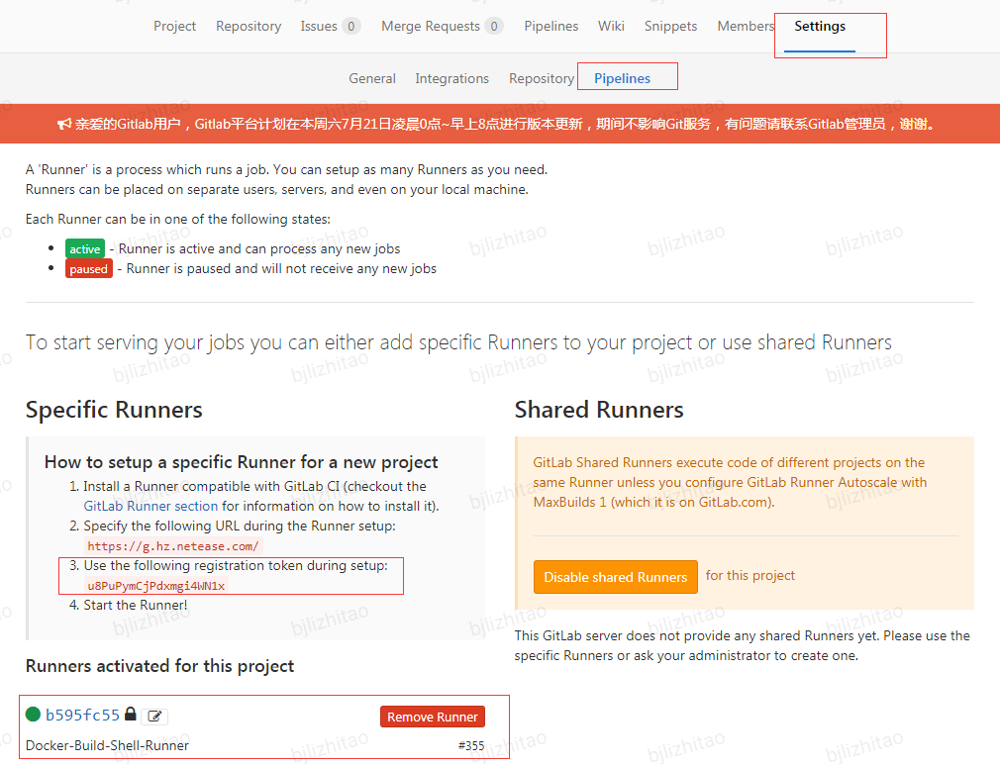 Project Repository Issues 0 Merge Requests 0 Pipelines Wiki Snippets Members Settings
General Integrations Repository Pipelines
亲爱的Gitlab用户，Gitlab平台计划在本周六7月21日凌晨0点~早上8点进行版本更新，期间不影响Git服务，有问题请联系Gitlab管理员，谢谢。
A 'Runner' is a process which runs a job. You can setup as many Runners as you need.
Runners can be placed on separate users, servers, and even on your local machine.
Each Runner can be in one of the following states:
active - Runner is active and can process any new jobs
paused - Runner is paused and will not receive any new jobs
To start serving your jobs you can either add specific Runners to your project or use shared Runners
Specific Runners
How to setup a specific Runner for a new project
1. Install a Runner compatible with GitLab CI (checkout the
GitLab Runner section for information on how to install it).
2. Specify the following URL during the Runner setup:
https://g.hz.netease.com/
3. Use the following registration token during setup:
u8PuPymCjPdxmgi4WN1x
4. Start the Runner!
Runners activated for this project
b595fc55 Remove Runner
Docker-Build-Shell-Runner #355
Shared Runners
GitLab Shared Runners execute code of different projects on the
same Runner unless you configure GitLab Runner Autoscale with
MaxBuilds 1 (which it is on GitLab.com).
Disable shared Runners for this project
This GitLab server does not provide any shared Runners yet. Please use the
specific Runners or ask your administrator to create one.
bjlizhitao